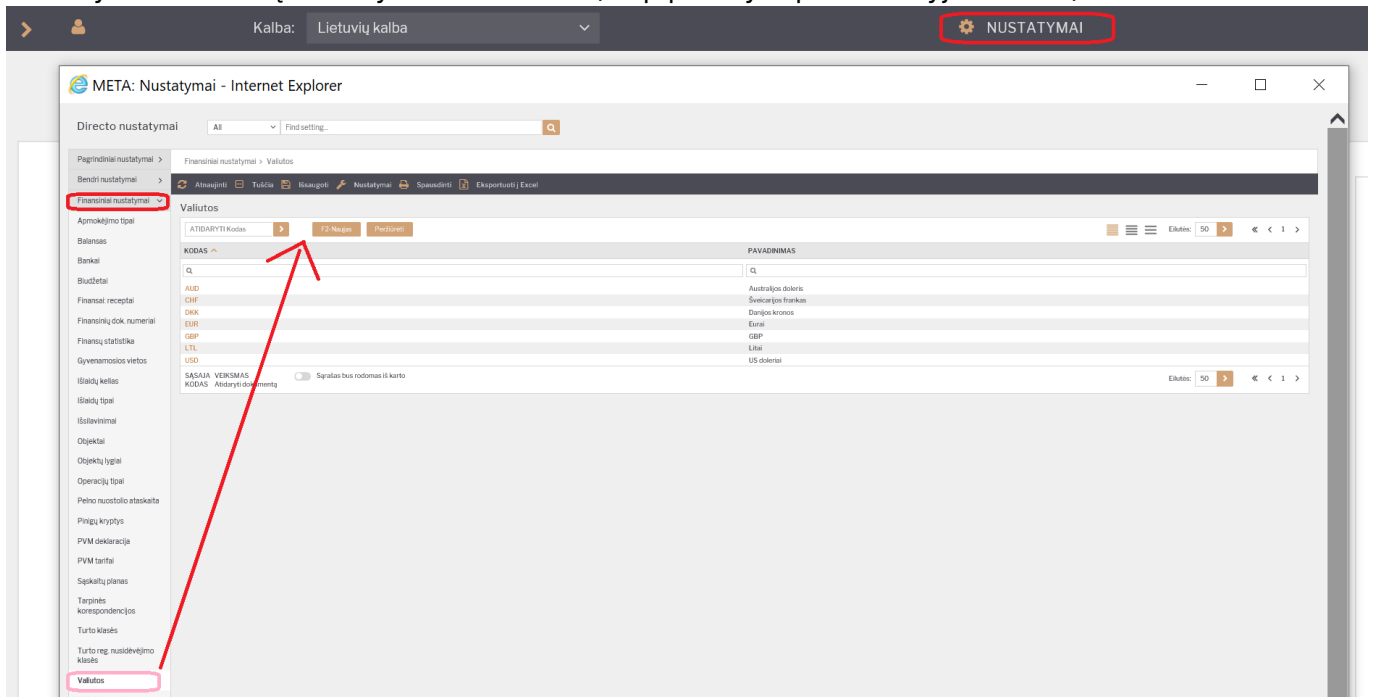 Kalba: Lietuvių kalba NUSTATYMAI
META: Nustatymai - Internet Explorer
Directo nustatymai All Find setting..
Pagrindiniai nustatymai >
Finansiniai nustatymai > Valiutos
Bendri nustatymai >
Atnaujinti Tuščia Išsaugoti Nustatymai Spausdinti Eksportuoti į Excel
Finansiniai nustatymai
Valiutos
Apmokėjimo tipai
ATIDARYTI Kodas F2-Naujas Peržiūrėti Eilutės: 50 1
Balansas
KODAS PAVADINIMAS
Bankai
Biudžetai
AUD Australijos doleris
Finansai: receptai
CHF Šveicarijos frankas
DKK Danijos kronos
Finansinių dok. numeriai
EUR Eurai
GBP GBP
Finansų statistika
LTL Litai
Gyvenamosios vietos
USD US doleriai
Išlaidų kelias
SĄSAJA VEIKSMAS Sąrašas bus rodomas iš karto Eilutės: 50 1
KODAS Atidaryti dokumentą
Išlaidų tipai
Išsilavinimai
Objektai
Objektų lygiai
Operacijų tipai
Pelno nuostolio ataskaita
Pinigų kryptys
PVM deklaracija
PVM tarifai
Sąskaitų planas
Tarpinės
korespondencijos
Turto klasės
Turto reg. nusidėvėjimo
klasės
Valiutos